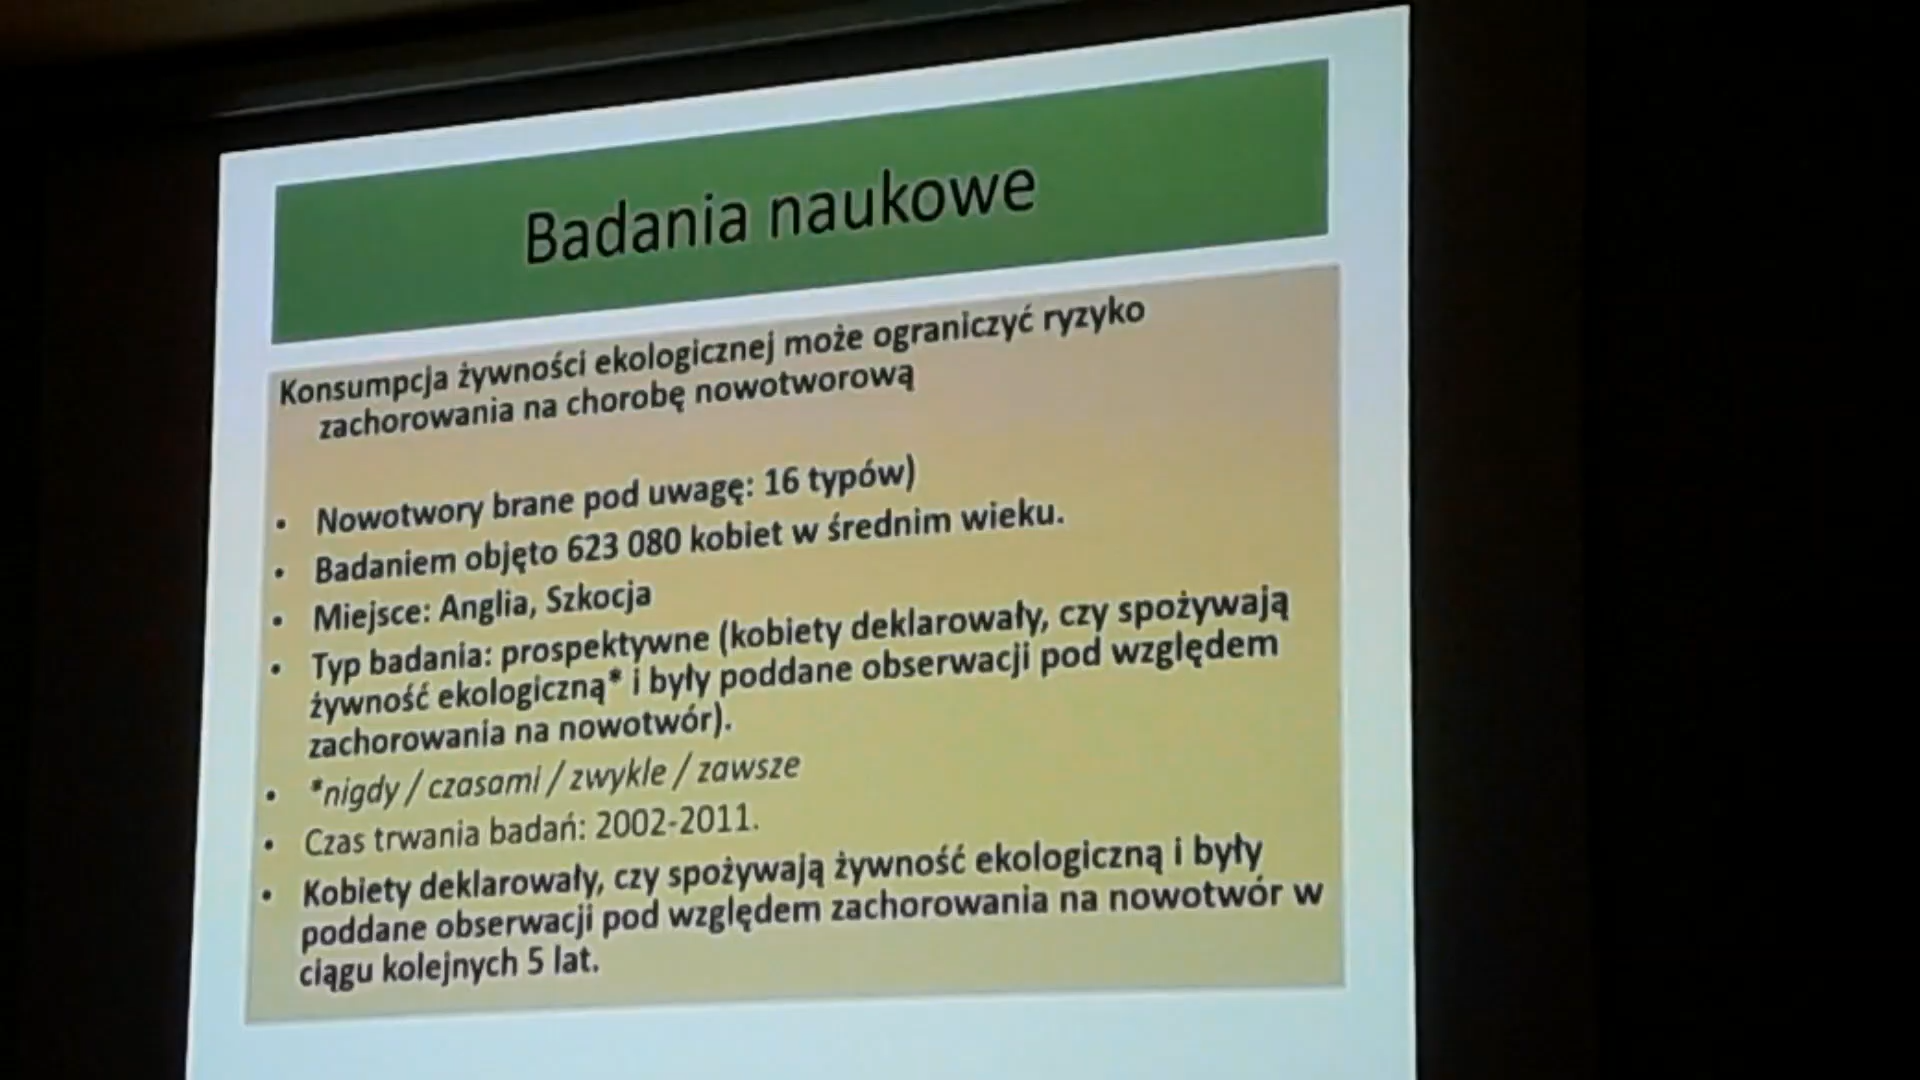 Badania naukowe
Konsumpcja żywności ekologicznej może ograniczyć ryzyko
zachorowania na chorobę nowotworową
• Nowotwory brane pod uwagę: 16 typów)
• Badaniem objęto 623 080 kobiet w średnim wieku.
• Miejsce: Anglia, Szkocja
• Typ badania: prospektywne (kobiety deklarowały, czy spożywają
żywność ekologiczną* i były poddane obserwacji pod względem
zachorowania na nowotwór).
• *nigdy / czasami / zwykle / zawsze
• Czas trwania badań: 2002-2011.
• Kobiety deklarowały, czy spożywają żywność ekologiczną i były
poddane obserwacji pod względem zachorowania na nowotwór w
ciągu kolejnych 5 lat.